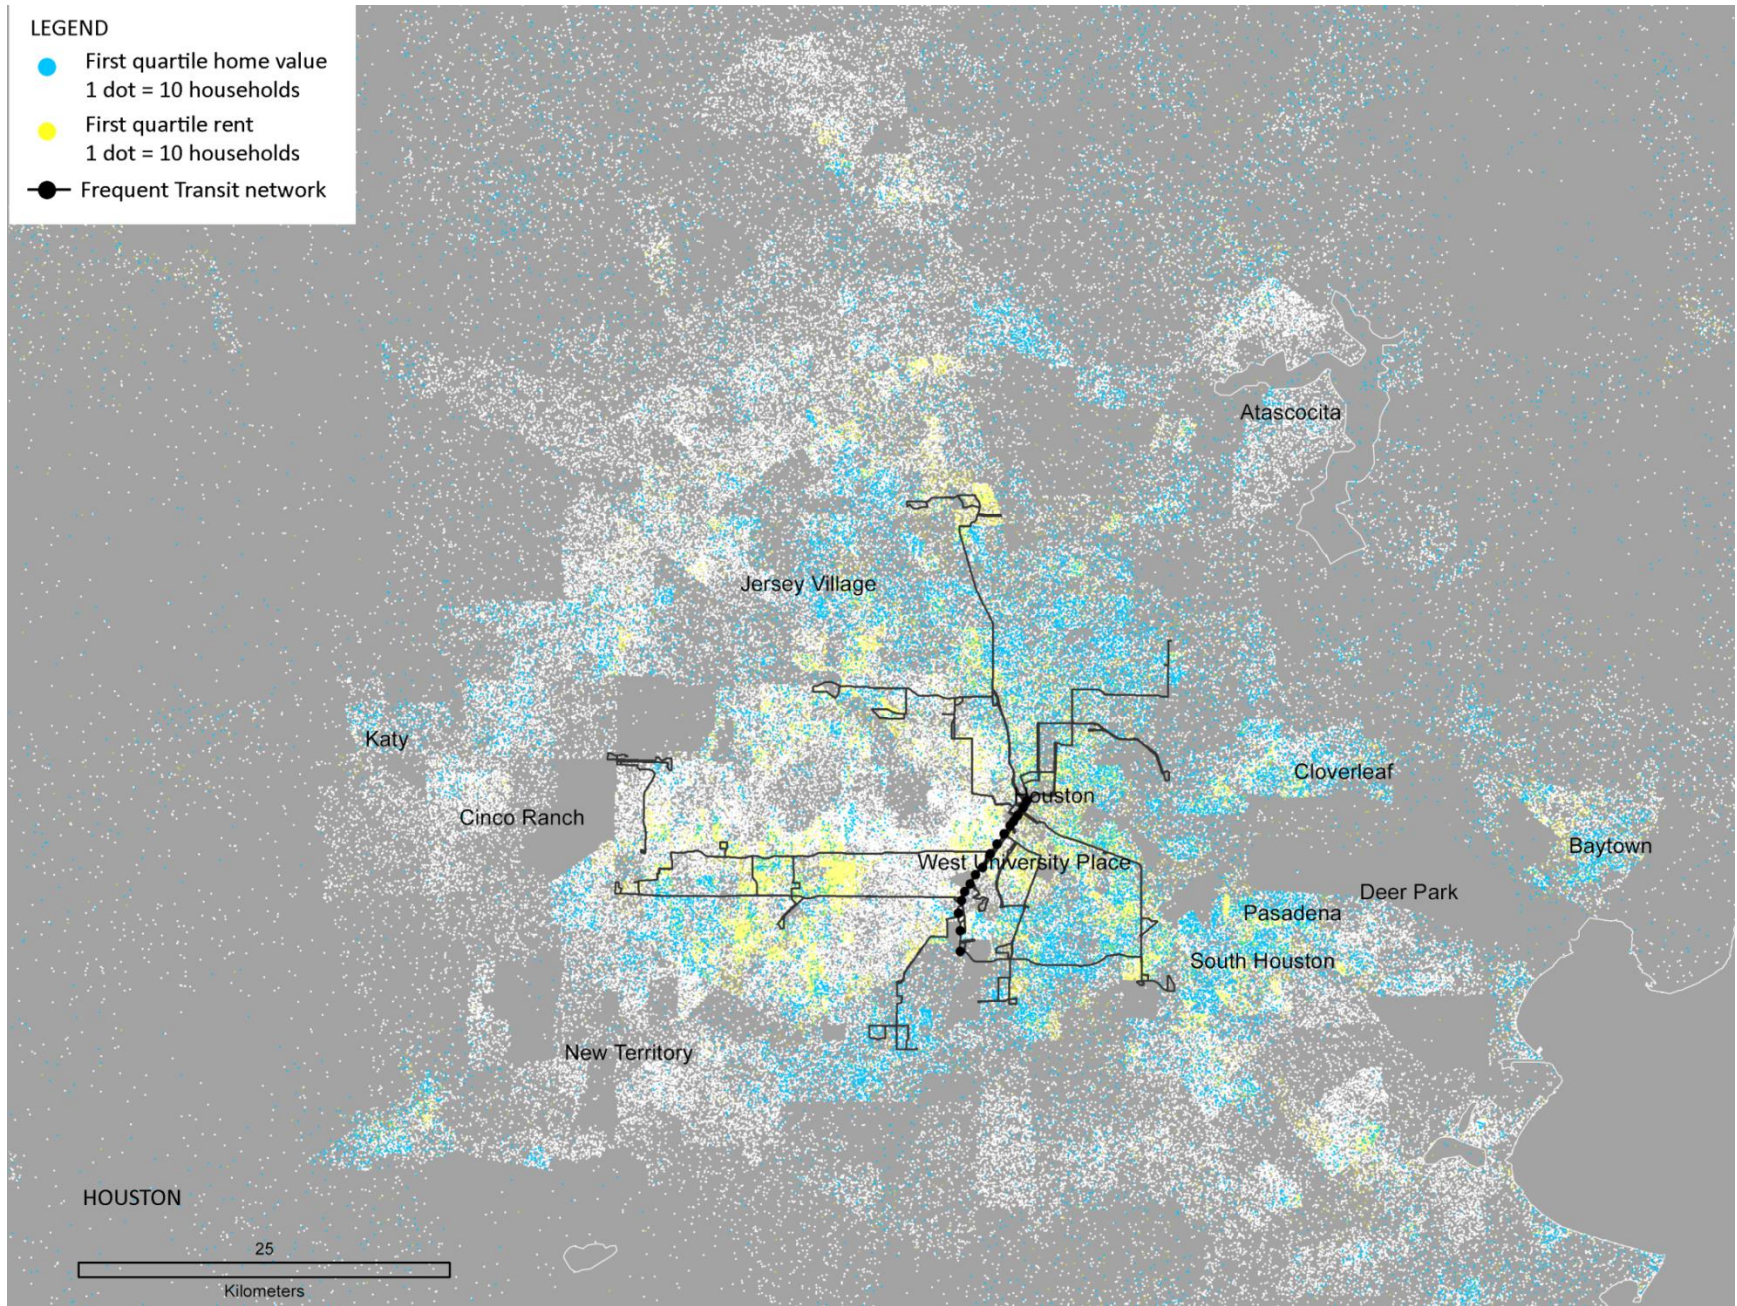 LEGEND
First quartile home value
1 dot = 10 households
First quartile rent
1 dot = 10 households
Frequent Transit network
Atascocita
Jersey Village
Katy
Cloverleaf
Houston
Cinco Ranch
Baytown
West University Place
Deer Park
Pasadena
South Houston
New Territory
HOUSTON
25
Kilometers